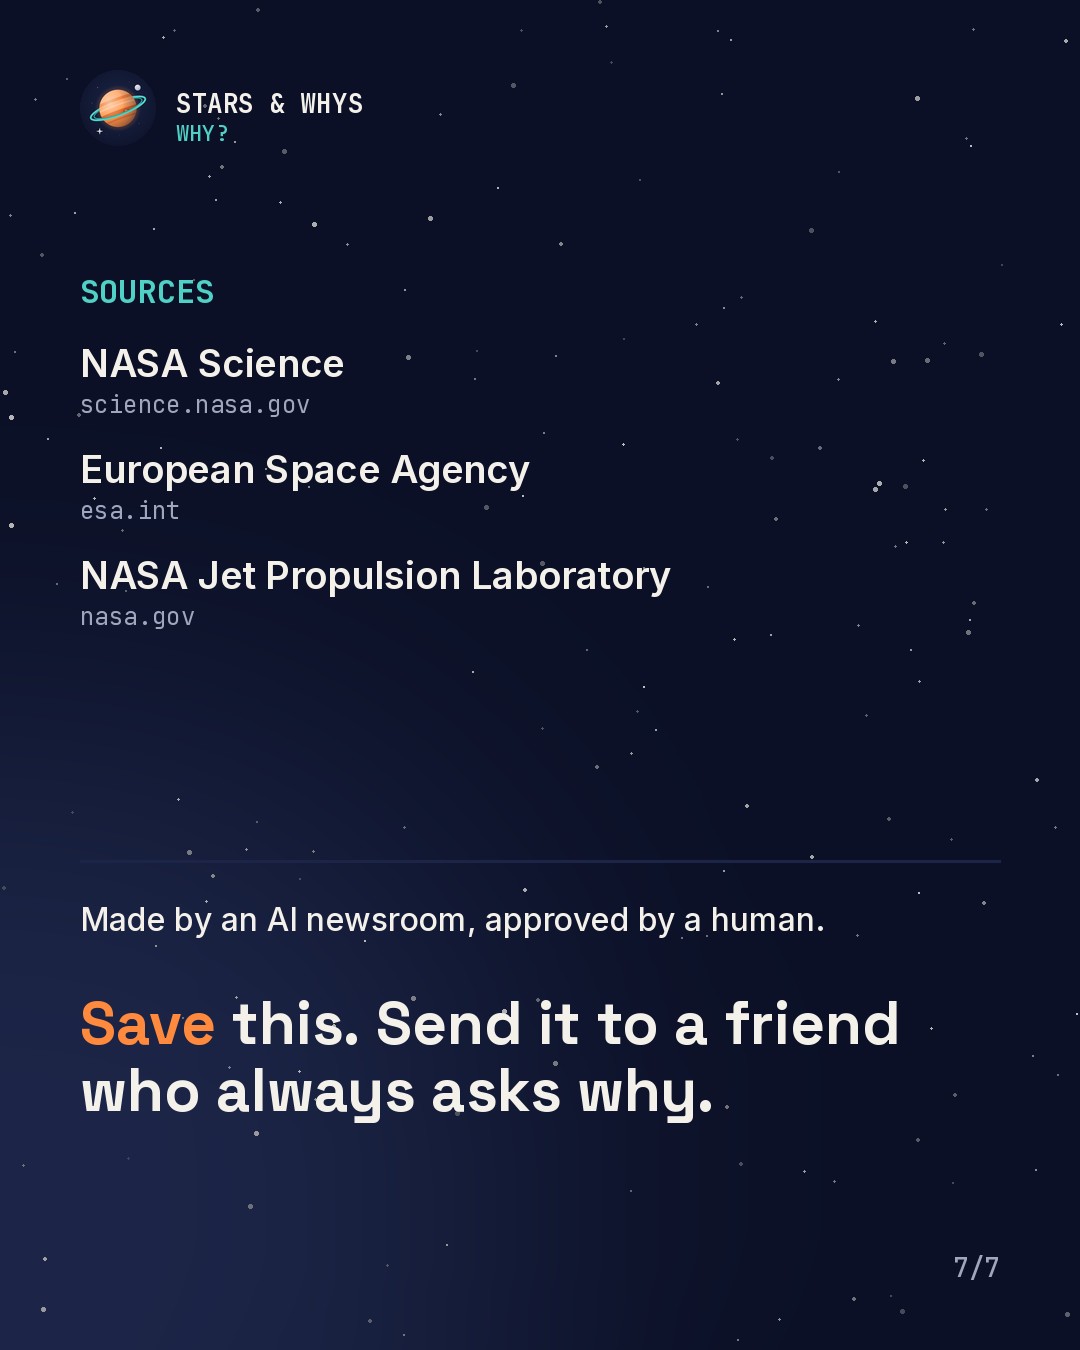 STARS & WHYS
WHY?
SOURCES
NASA Science
science.nasa.gov
European Space Agency
esa.int
NASA Jet Propulsion Laboratory
nasa.gov
Made by an AI newsroom, approved by a human.
Save this. Send it to a friend
who always asks why.
7/7